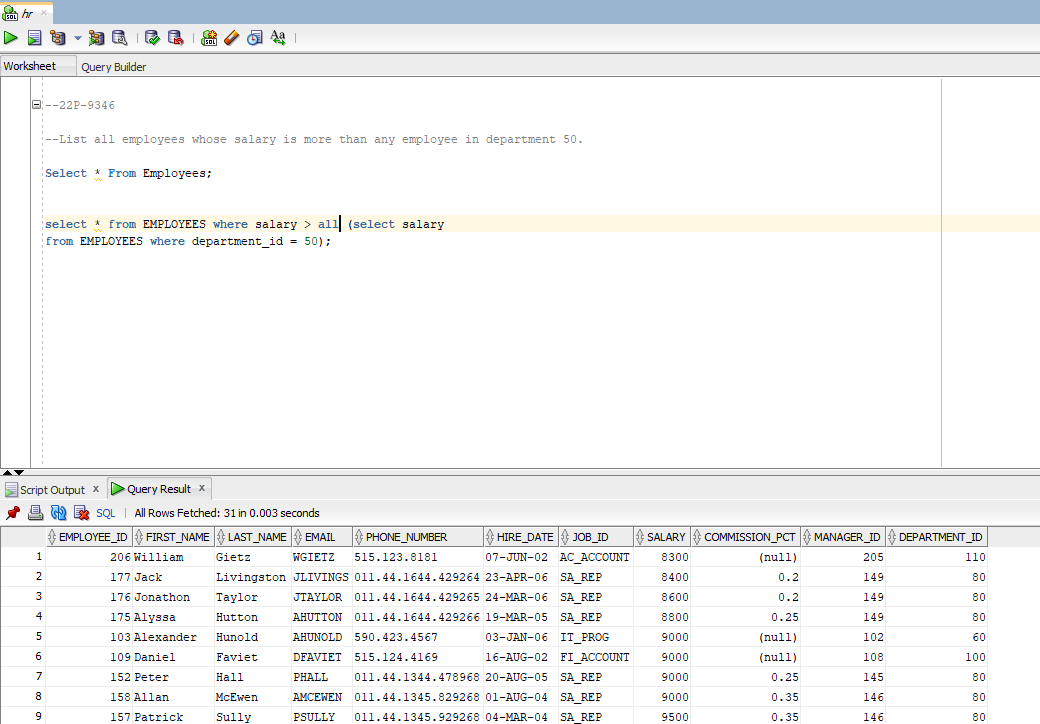 hr
Worksheet Query Builder
--22P-9346
--List all employees whose salary is more than any employee in department 50.
Select * From Employees;
select * from EMPLOYEES where salary > all (select salary
from EMPLOYEES where department_id = 50);
Script Output x Query Result x
SQL | All Rows Fetched: 31 in 0.003 seconds
EMPLOYEE_ID FIRST_NAME LAST_NAME EMAIL PHONE_NUMBER HIRE_DATE JOB_ID SALARY COMMISSION_PCT MANAGER_ID DEPARTMENT_ID
1 206 William Gietz WGIETZ 515.123.8181 07-JUN-02 AC_ACCOUNT 8300 (null) 205 110
2 177 Jack Livingston JLIVINGS 011.44.1644.429264 23-APR-06 SA_REP 8400 0.2 149 80
3 176 Jonathon Taylor JTAYLOR 011.44.1644.429265 24-MAR-06 SA_REP 8600 0.2 149 80
4 175 Alyssa Hutton AHUTTON 011.44.1644.429266 19-MAR-05 SA_REP 8800 0.25 149 80
5 103 Alexander Hunold AHUNOLD 590.423.4567 03-JAN-06 IT_PROG 9000 (null) 102 60
6 109 Daniel Faviet DFAVIET 515.124.4169 16-AUG-02 FI_ACCOUNT 9000 (null) 108 100
7 152 Peter Hall PHALL 011.44.1344.478968 20-AUG-05 SA_REP 9000 0.25 145 80
8 158 Allan McEwen AMCEWEN 011.44.1345.829268 01-AUG-04 SA_REP 9000 0.35 146 80
9 157 Patrick Sully PSULLY 011.44.1345.929268 04-MAR-04 SA_REP 9500 0.35 146 80